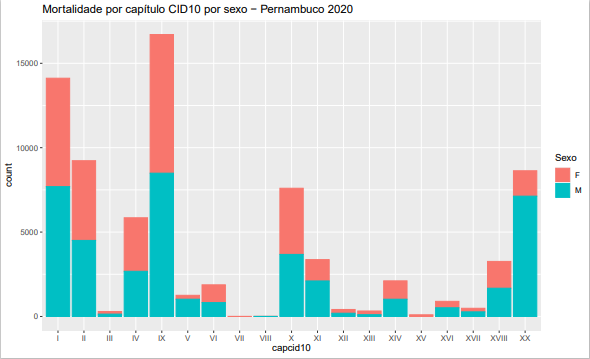 Mortalidade por capítulo CID10 por sexo − Pernambuco 2020
count
15000
10000
5000
0
I II III IV IX V VI VII VIII X XI XII XIII XIV XV XVI XVII XVIII XX
capcid10
Sexo
F
M